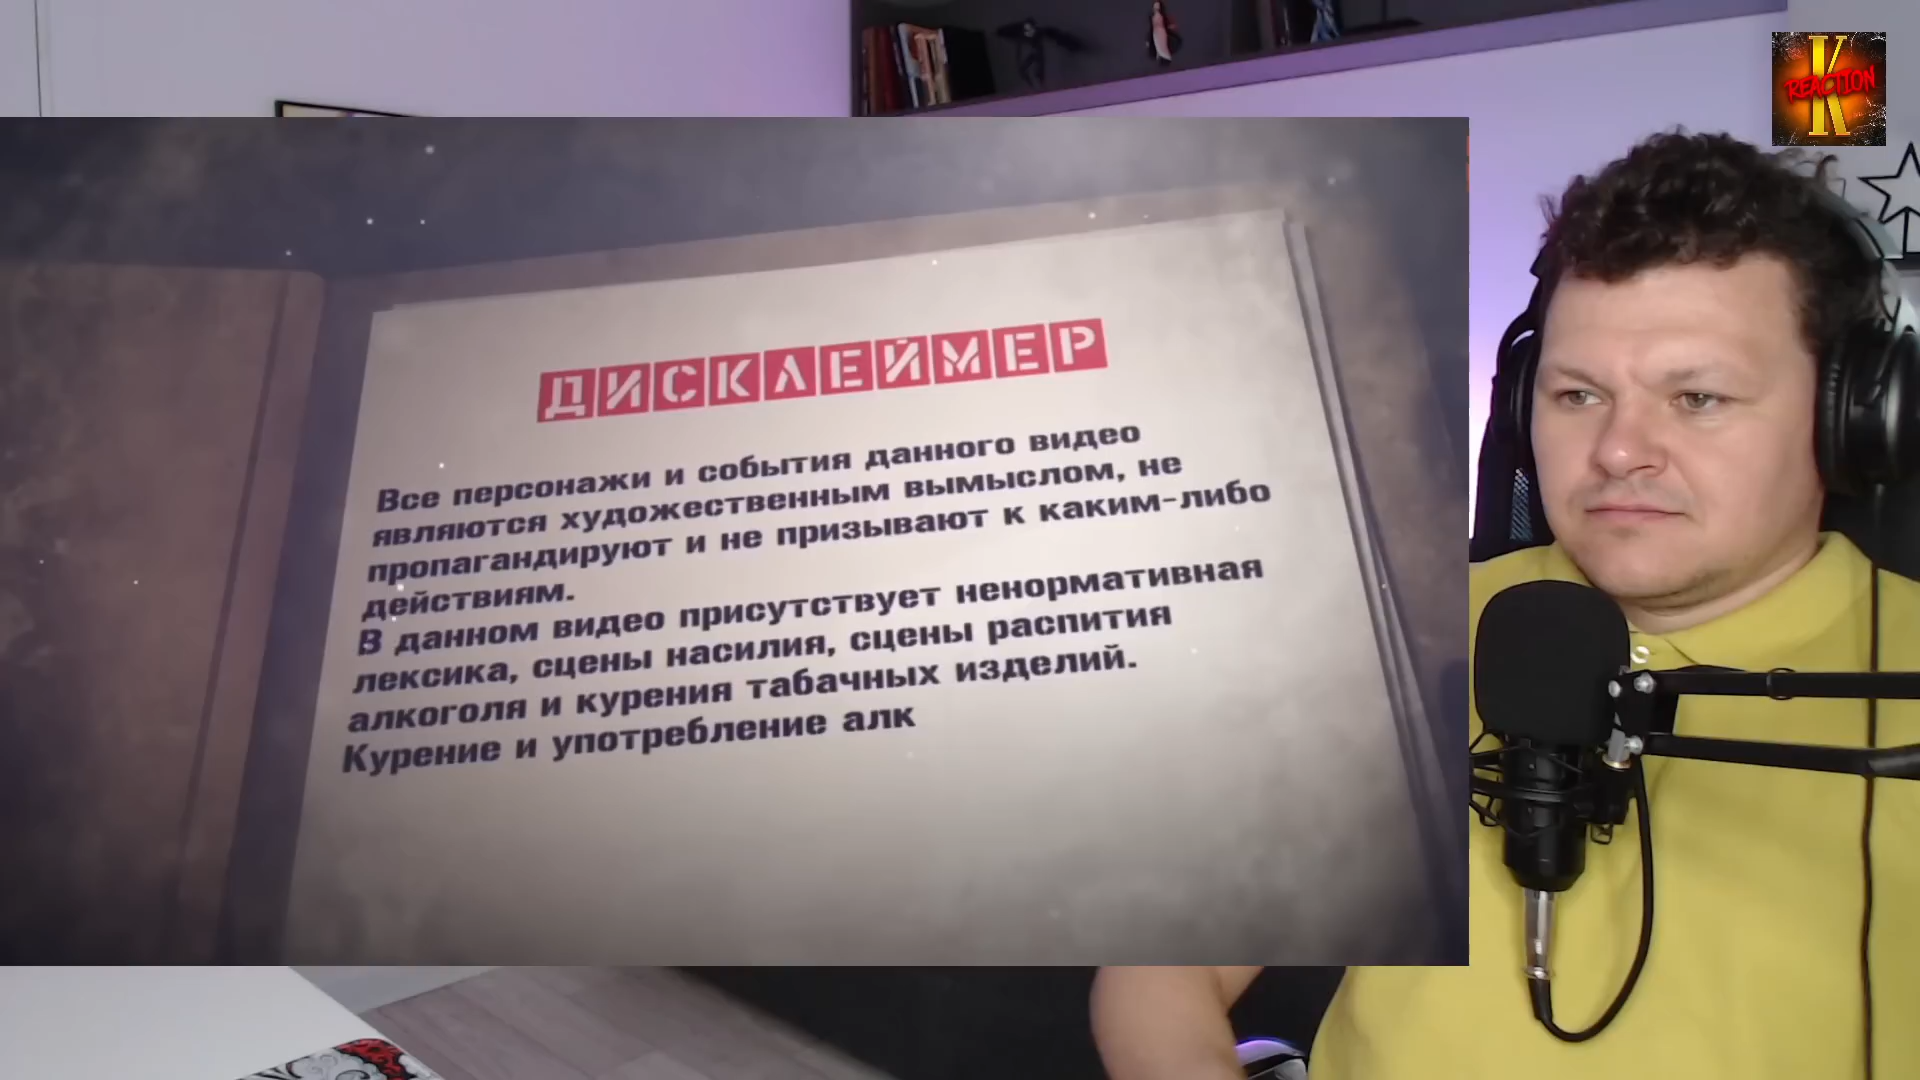 K
REACTION
ДИСКЛЕЙМЕР
Все персонажи и события данного видео
являются художественным вымыслом, не
пропагандируют и не призывают к каким-либо
действиям.
В данном видео присутствует ненормативная
лексика, сцены насилия, сцены распития
алкоголя и курения табачных изделий.
Курение и употребление алк